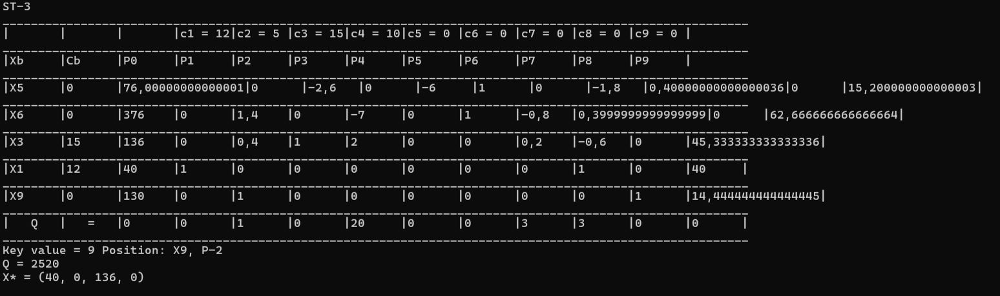 ST-3
|       |       |       |c1 = 12|c2 = 5 |c3 = 15|c4 = 10|c5 = 0 |c6 = 0 |c7 = 0 |c8 = 0 |c9 = 0 |
|Xb     |Cb     |P0     |P1     |P2     |P3     |P4     |P5     |P6     |P7     |P8     |P9     |
|X5     |0      |76,00000000000001|0      |-2,6   |0      |-6     |1      |0      |-1,8   |0,40000000000000036|0      |15,200000000000003|
|X6     |0      |376    |0      |1,4    |0      |-7     |0      |1      |-0,8   |0,3999999999999999|0      |62,666666666666664|
|X3     |15     |136    |0      |0,4    |1      |2      |0      |0      |0,2    |-0,6   |0      |45,333333333333336|
|X1     |12     |40     |1      |0      |0      |0      |0      |0      |0      |1      |0      |40     |
|X9     |0      |130    |0      |1      |0      |0      |0      |0      |0      |0      |1      |14,444444444444445|
|   Q   |   =   |0      |0      |1      |0      |20     |0      |0      |3      |3      |0      |0      |
Key value = 9 Position: X9, P-2
Q = 2520
X* = (40, 0, 136, 0)